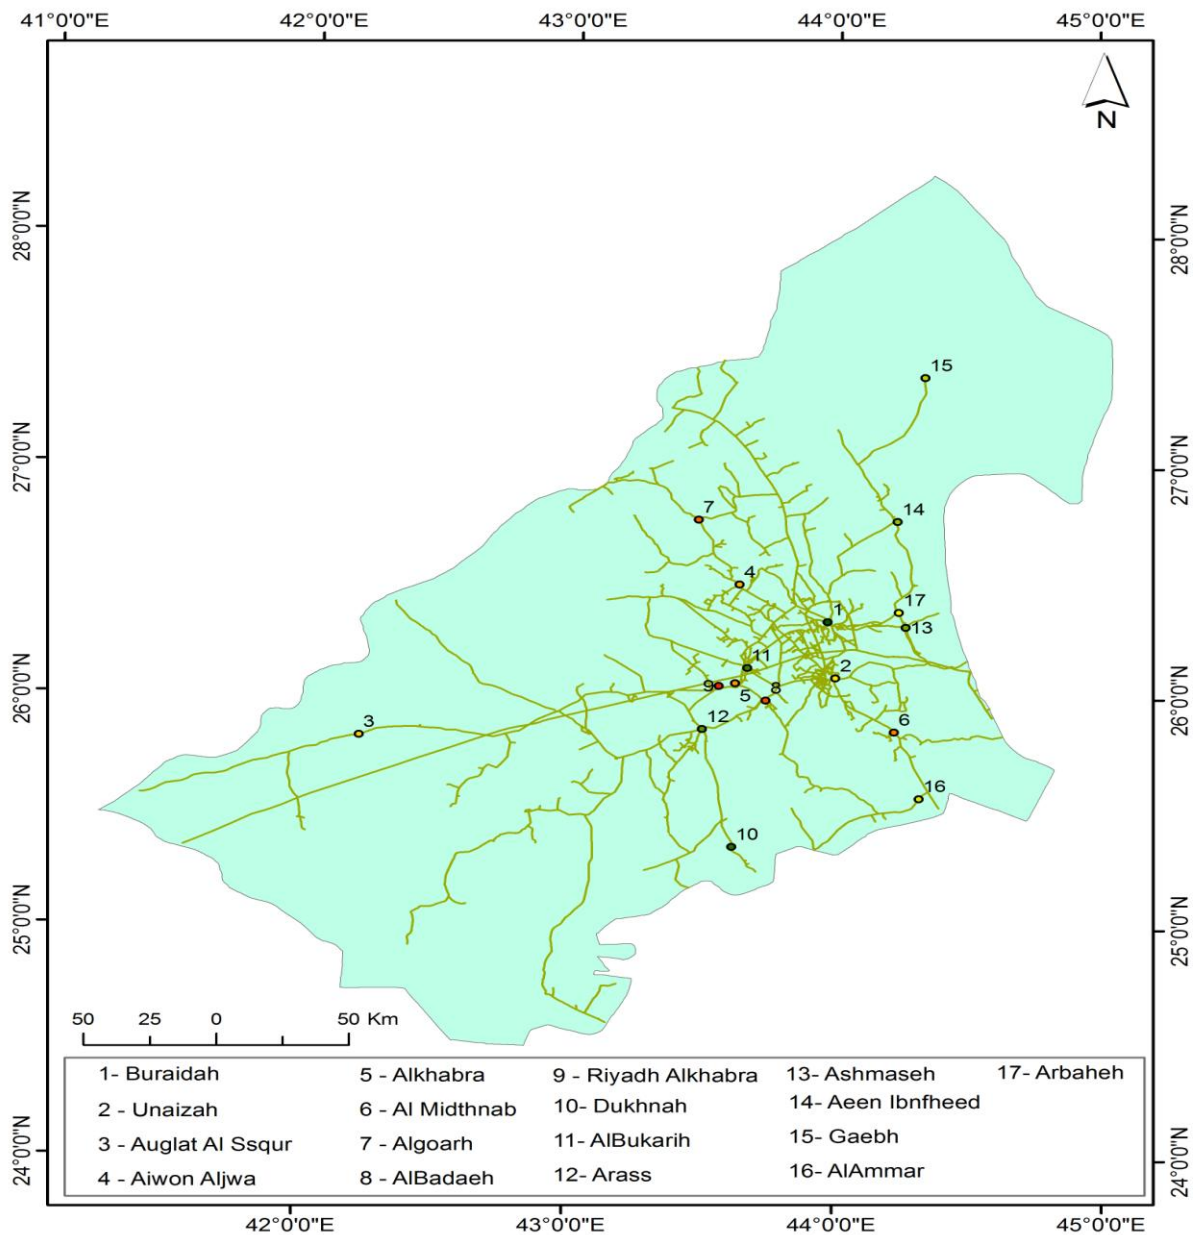 41°0'0"E 42°0'0"E 43°0'0"E 44°0'0"E 45°0'0"E
N
28°0'0"N
28°0'0"N
15
27°0'0"N
27°0'0"N
7
14
4
17
1
13
11
2
26°0'0"N
26°0'0"N
9
5
8
3
12
6
16
10
25°0'0"N
25°0'0"N
50 25 0 50 Km
1- Buraidah
2 - Unaizah
3 - Auglat Al Ssqur
4 - Aiwon Aljwa
5 - Alkhabra
6 - Al Midthnab
7 - Algoarh
8 - AlBadaeh
9 - Riyadh Alkhabra
10- Dukhnah
11- AlBukarih
12- Arass
13- Ashmaseh
14- Aeen Ibnfheed
15- Gaebh
16- AlAmmar
17- Arbaheh
24°0'0"N
24°0'0"N
42°0'0"E 43°0'0"E 44°0'0"E 45°0'0"E